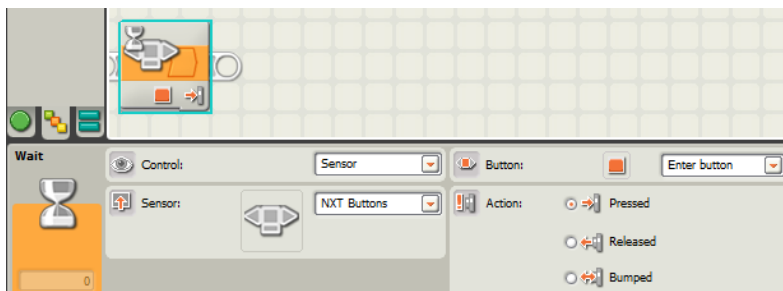 Wait
Control:
Sensor
Button:
Enter button
Sensor:
NXT Buttons
Action:
Pressed
Released
0
Bumped